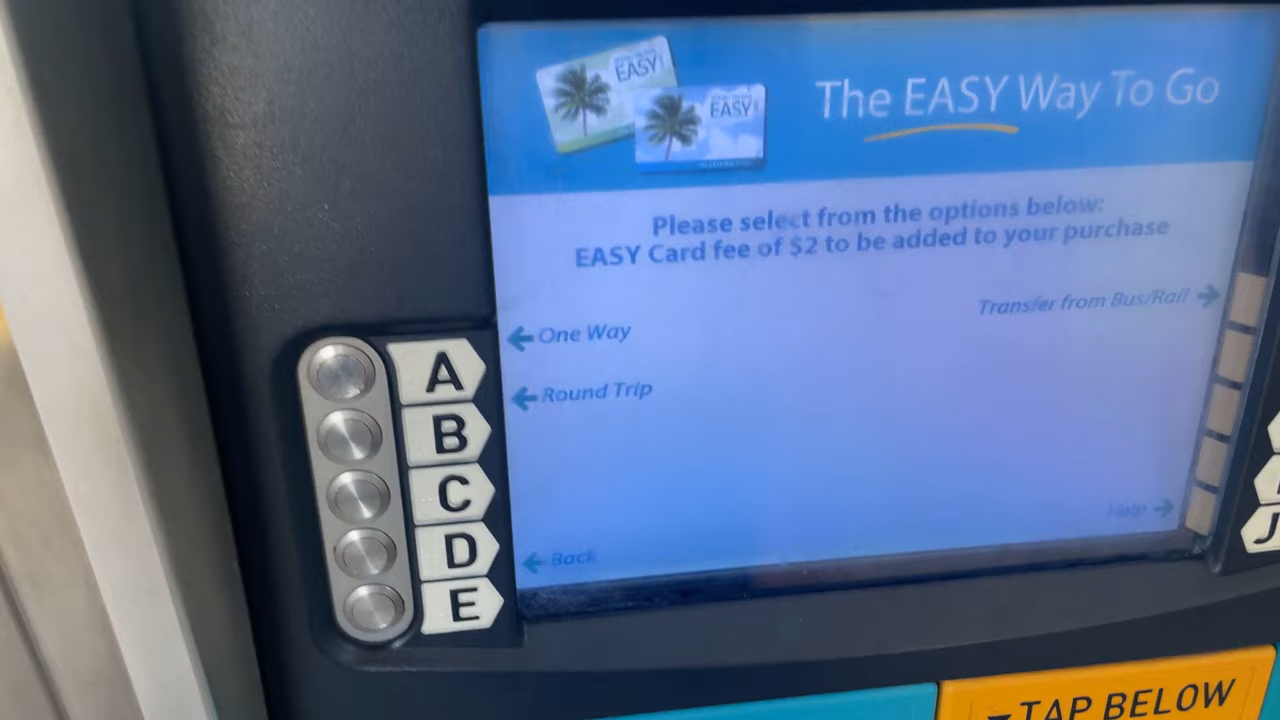 EASY
EASY
The EASY Way To Go
Please select from the options below:
EASY Card fee of $2 to be added to your purchase
Transfer from Bus/Rail
One Way
Round Trip
Help
Back
A
B
C
D
E
J
TAP BELOW